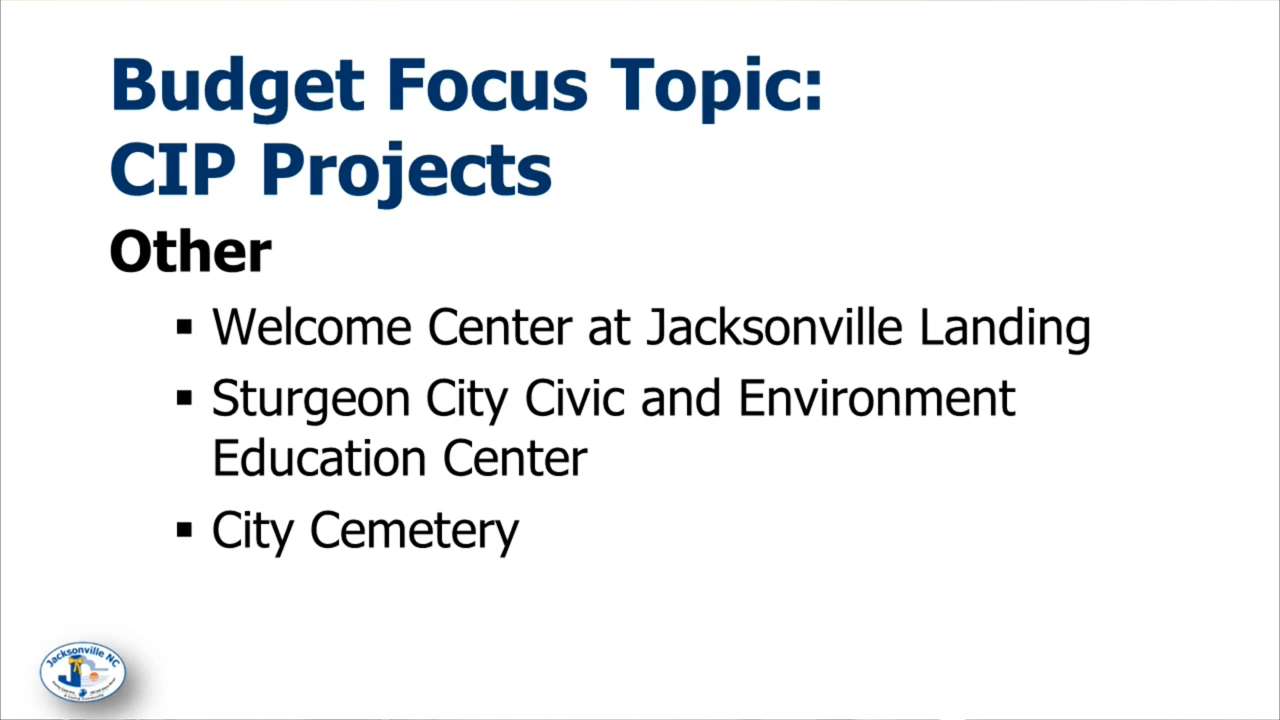 Budget Focus Topic:
CIP Projects
Other
▪ Welcome Center at Jacksonville Landing
▪ Sturgeon City Civic and Environment
Education Center
▪ City Cemetery
Jacksonville NC